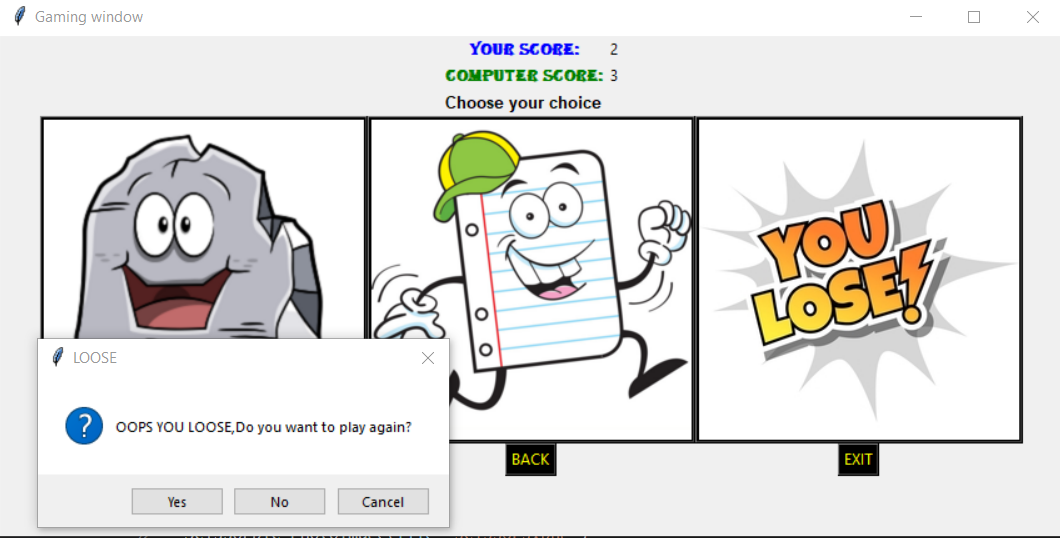 Gaming window
YOUR SCORE: 2
COMPUTER SCORE: 3
Choose your choice
YOU
LOSE!
LOOSE
OOPS YOU LOOSE,Do you want to play again?
Yes No Cancel
BACK
EXIT